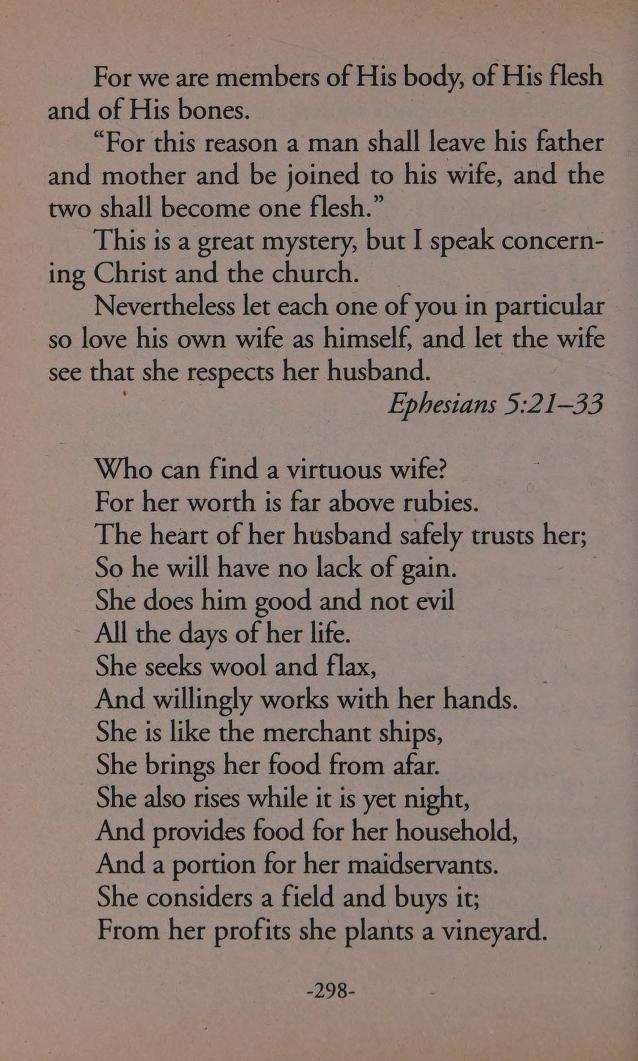 For we are members of His body, of His flesh
and of His bones.
“For this reason a man shall leave his father
and mother and be joined to his wife, and the
two shall become one flesh.”
This is a great mystery, but I speak concern-
ing Christ and the church.
Nevertheless let each one of you in particular
so love his own wife as himself, and let the wife
see that she respects her husband.
Ephesians 5:21–33
Who can find a virtuous wife?
For her worth is far above rubies.
The heart of her husband safely trusts her;
So he will have no lack of gain.
She does him good and not evil
All the days of her life.
She seeks wool and flax,
And willingly works with her hands.
She is like the merchant ships,
She brings her food from afar.
She also rises while it is yet night,
And provides food for her household,
And a portion for her maidservants.
She considers a field and buys it;
From her profits she plants a vineyard.
-298-